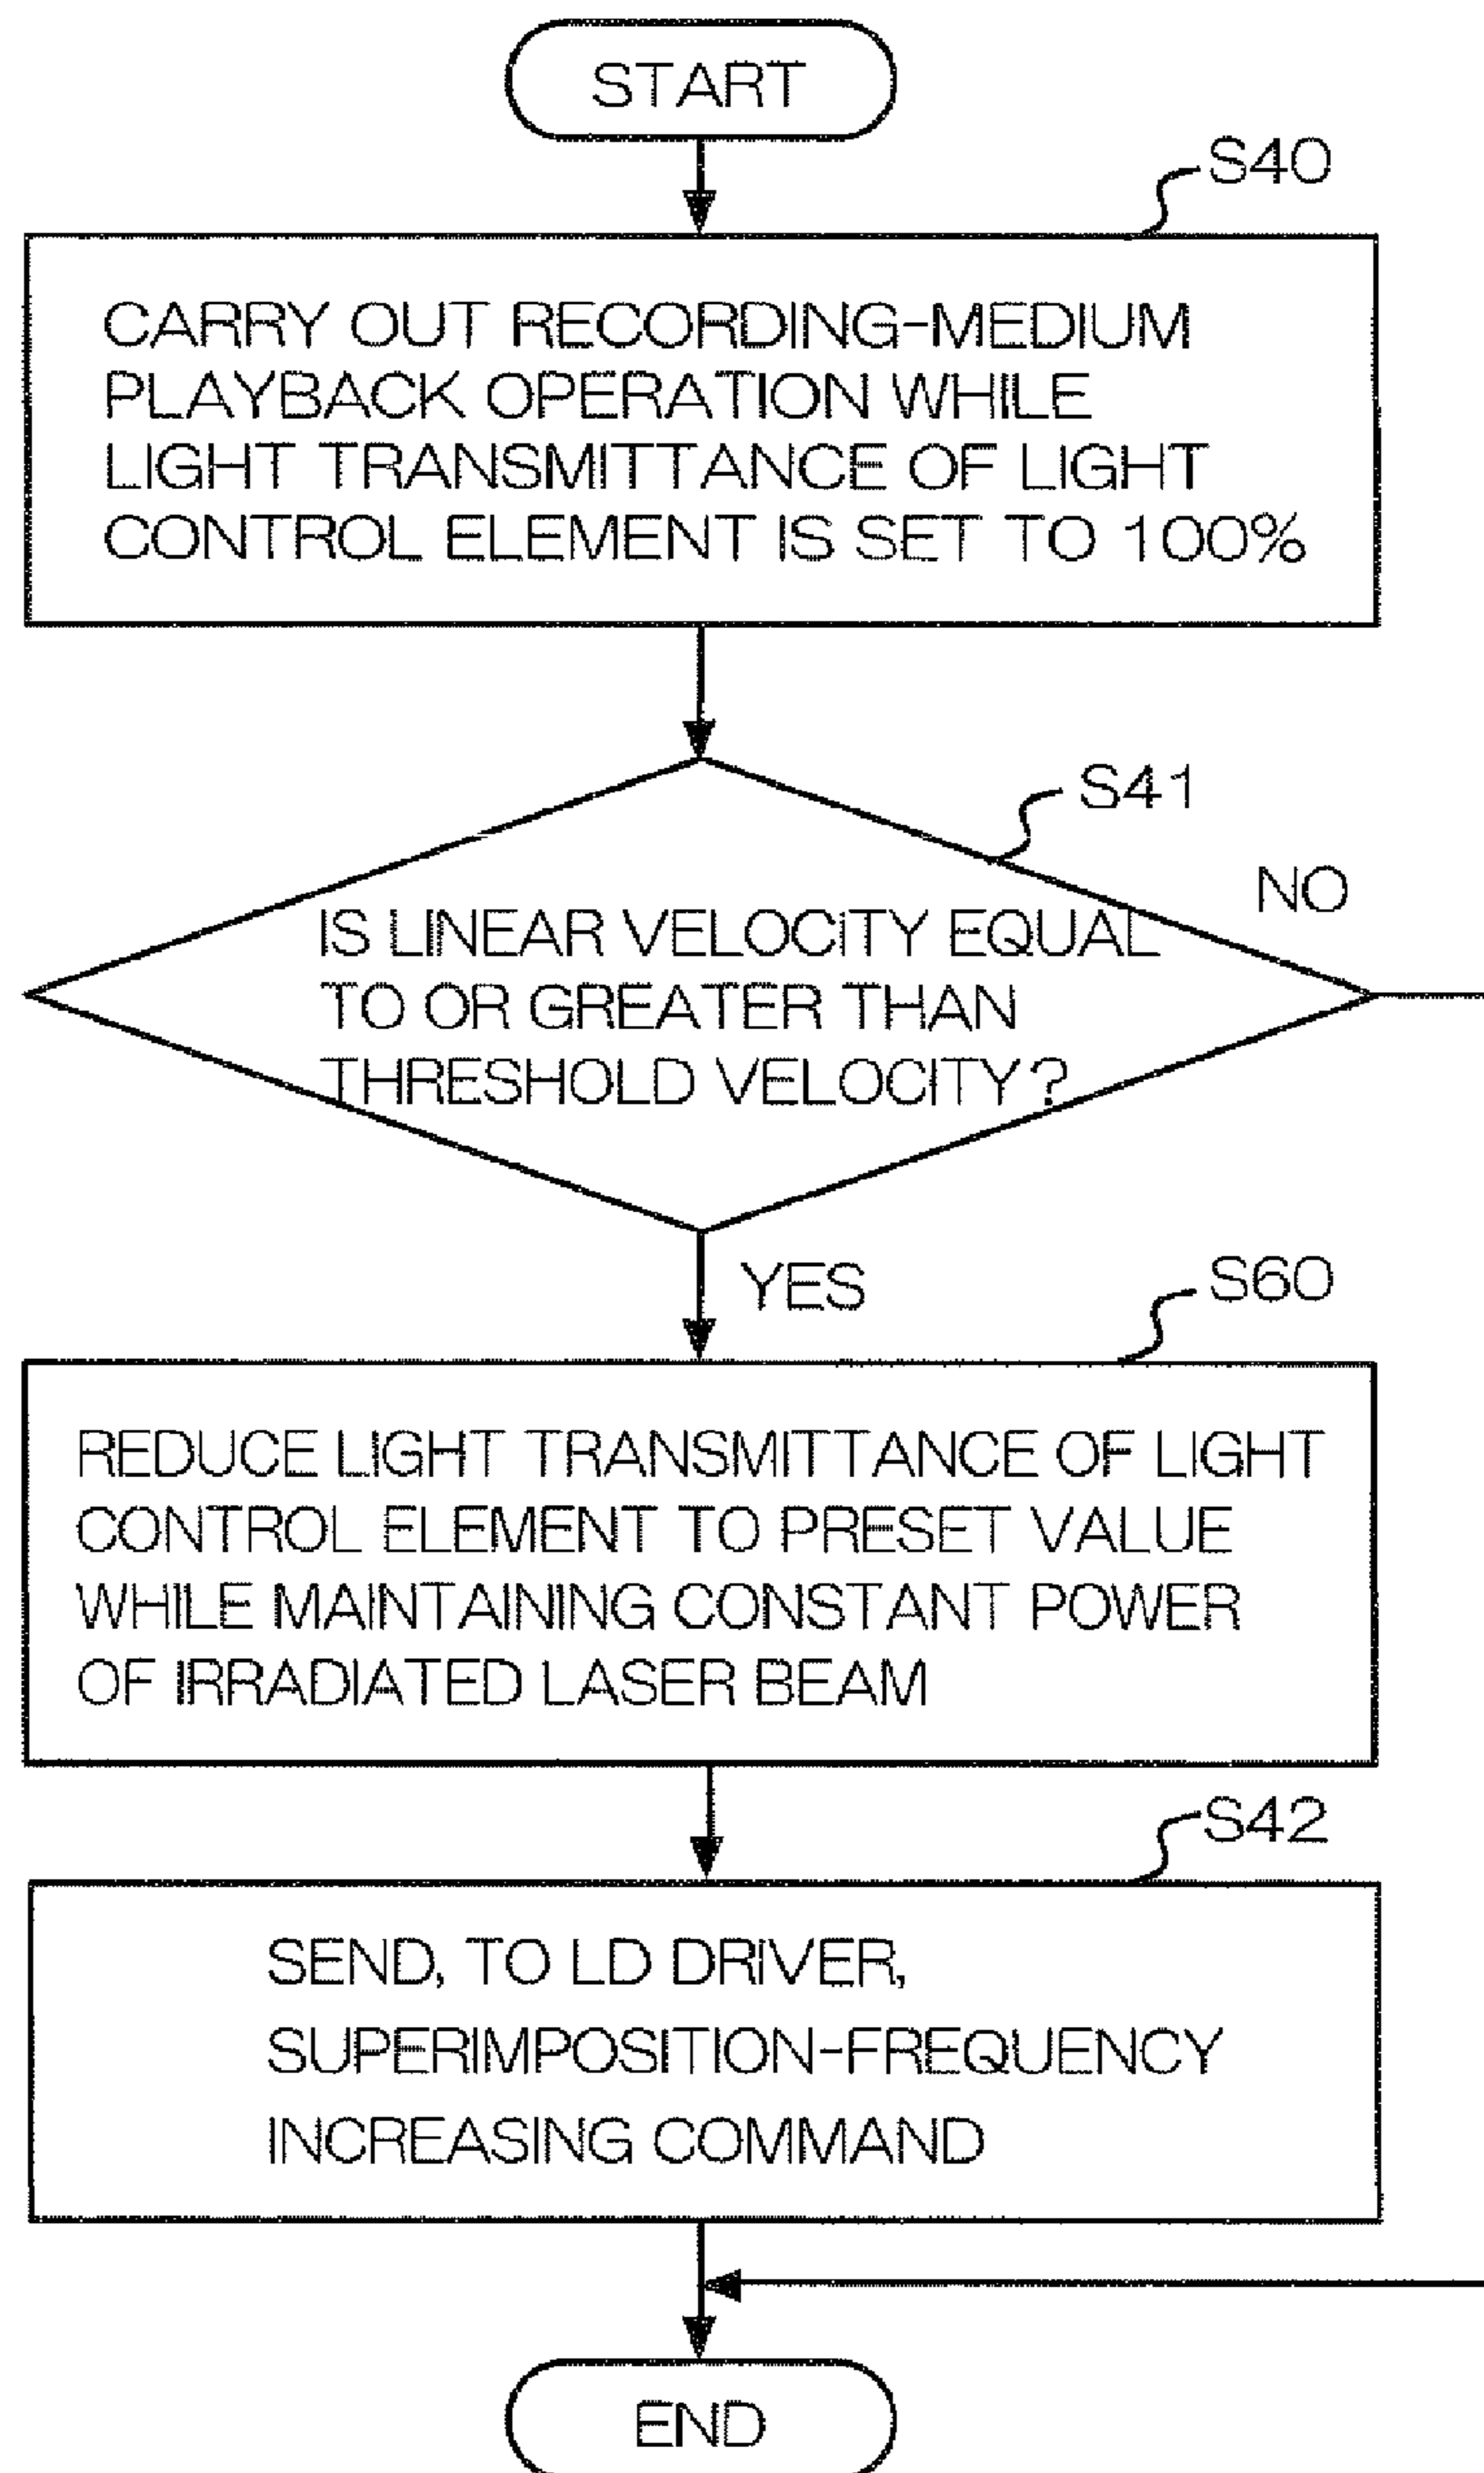 START
S40
CARRY OUT RECORDING-MEDIUM
PLAYBACK OPERATION WHILE
LIGHT TRANSMITTANCE OF LIGHT
CONTROL ELEMENT IS SET TO 100%
S41
NO
IS LINEAR VELOCITY EQUAL
TO OR GREATER THAN
THRESHOLD VELOCITY?
YES
S60
REDUCE LIGHT TRANSMITTANCE OF LIGHT
CONTROL ELEMENT TO PRESET VALUE
WHILE MAINTAINING CONSTANT POWER
OF IRRADIATED LASER BEAM
S42
SEND, TO LD DRIVER,
SUPERIMPOSITION-FREQUENCY
INCREASING COMMAND
END